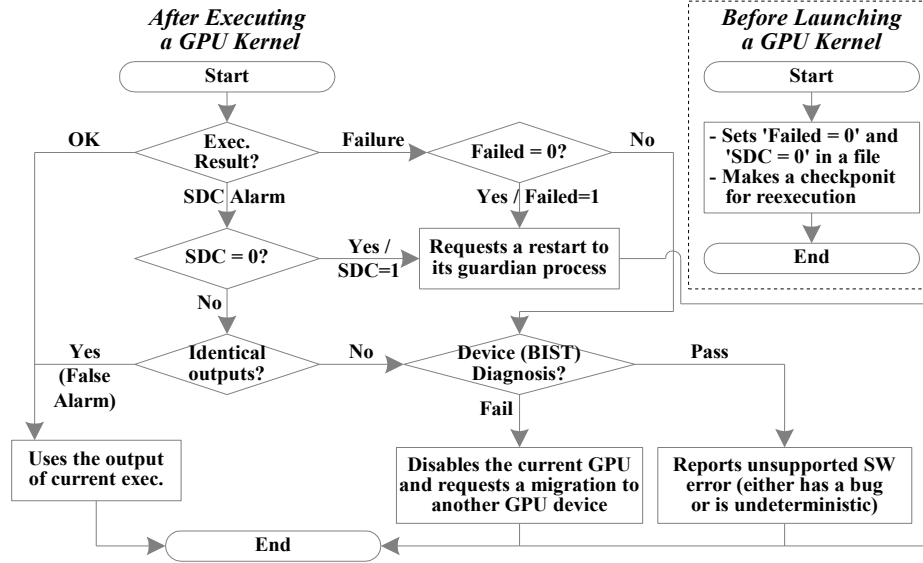 After Executing
a GPU Kernel
Start
OK
Exec.
Result?
Failure
Failed = 0?
No
SDC Alarm
Yes / Failed=1
SDC = 0?
Yes /
SDC=1
Requests a restart to
its guardian process
No
Yes
(False
Alarm)
Identical
outputs?
No
Device (BIST)
Diagnosis?
Pass
Fail
Uses the output
of current exec.
Disables the current GPU
and requests a migration to
another GPU device
Reports unsupported SW
error (either has a bug
or is undeterministic)
End
Before Launching
a GPU Kernel
Start
- Sets 'Failed = 0' and
'SDC = 0' in a file
- Makes a checkponit
for reexecution
End